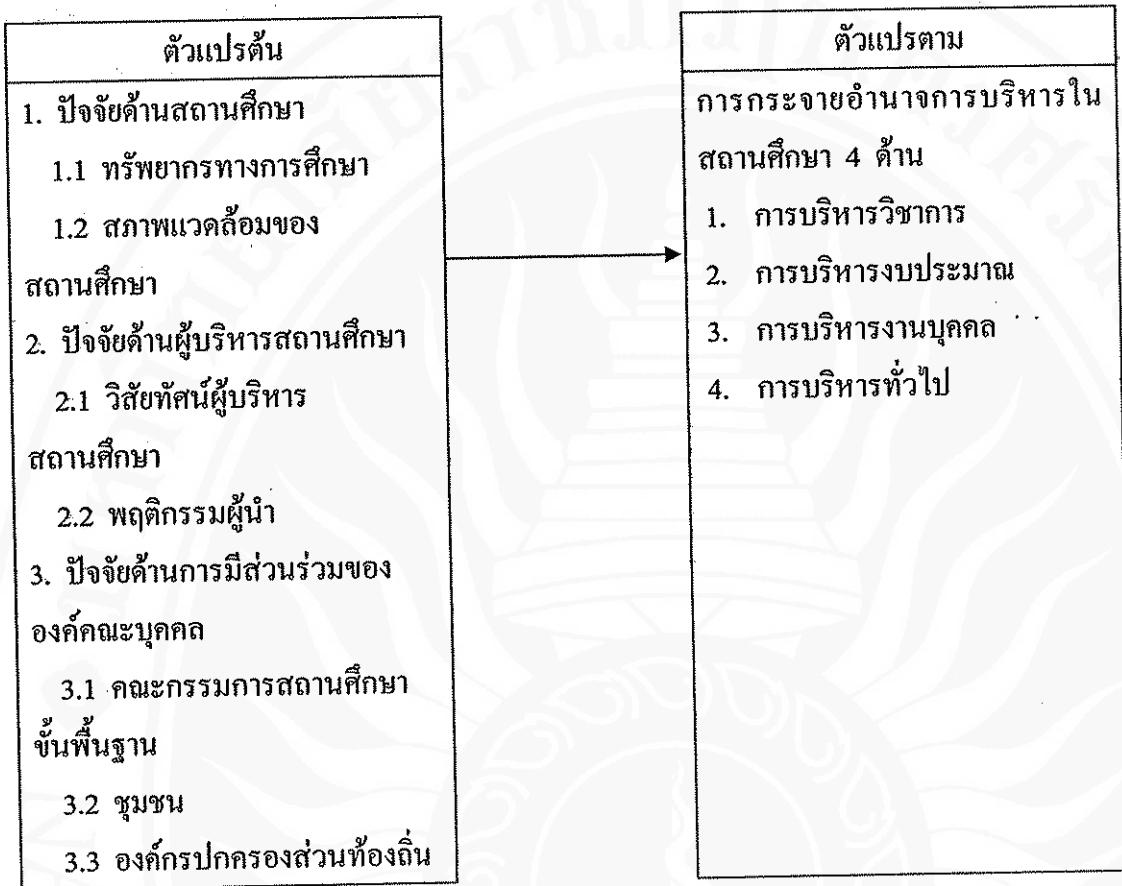 ตัวแปรต้น
1. ปัจจัยด้านสถานศึกษา
1.1 ทรัพยากรทางการศึกษา
1.2 สภาพแวดล้อมของ
สถานศึกษา
2. ปัจจัยด้านผู้บริหารสถานศึกษา
2.1 วิสัยทัศน์ผู้บริหาร
สถานศึกษา
2.2 พฤติกรรมผู้นำ
3. ปัจจัยด้านการมีส่วนร่วมของ
องค์คณะบุคคล
3.1 คณะกรรมการสถานศึกษา
ขั้นพื้นฐาน
3.2 ชุมชน
3.3 องค์กรปกครองส่วนท้องถิ่น
ตัวแปรตาม
การกระจายอำนาจการบริหารใน
สถานศึกษา 4 ด้าน
1. การบริหารวิชาการ
2. การบริหารงบประมาณ
3. การบริหารงานบุคคล
4. การบริหารทั่วไป